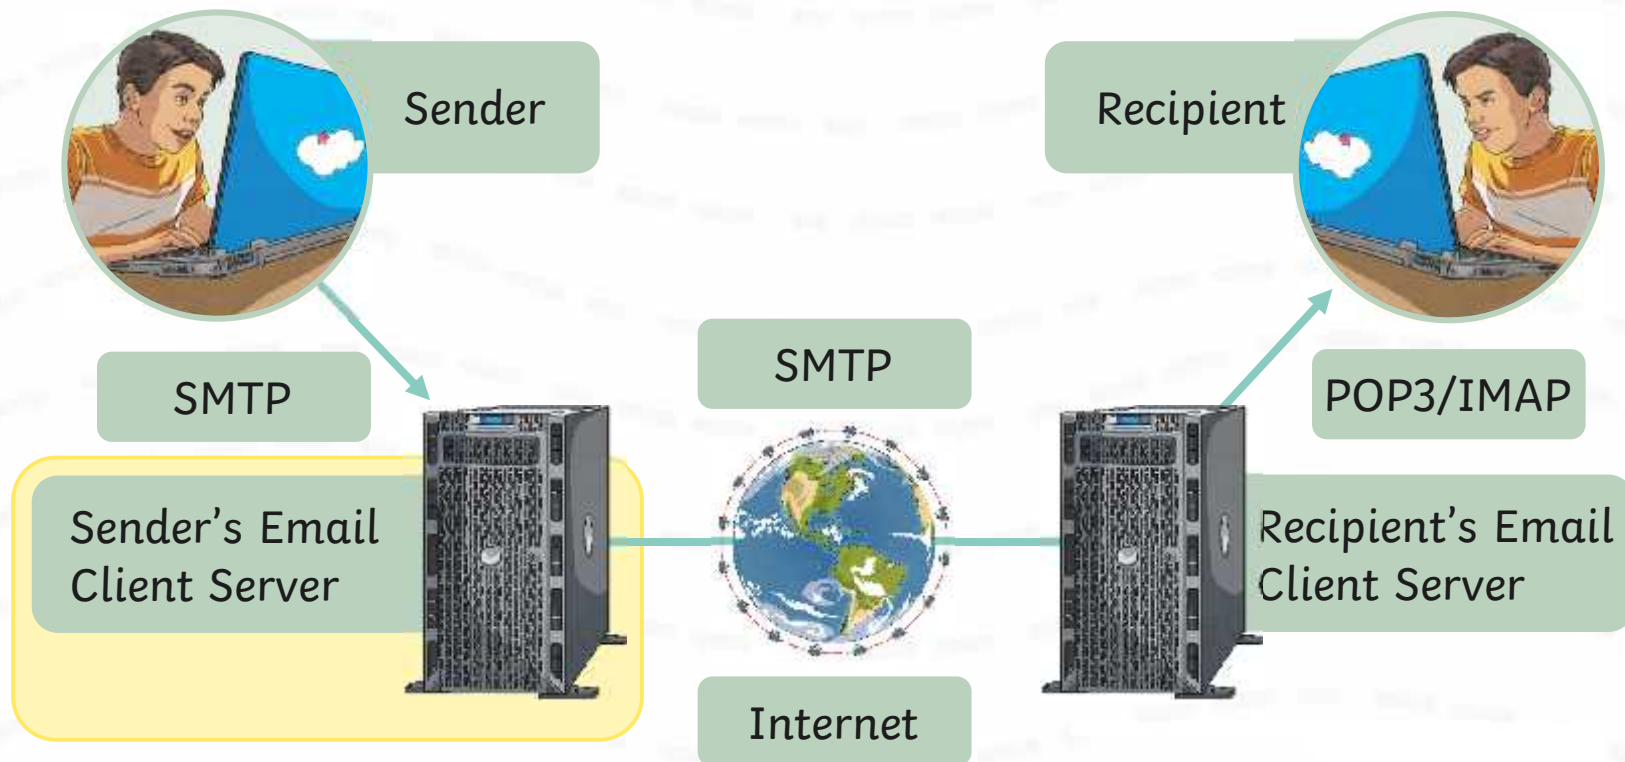 Sender
Recipient
SMTP
SMTP
POP3/IMAP
Sender’s Email
Client Server
Recipient’s Email
Client Server
Internet